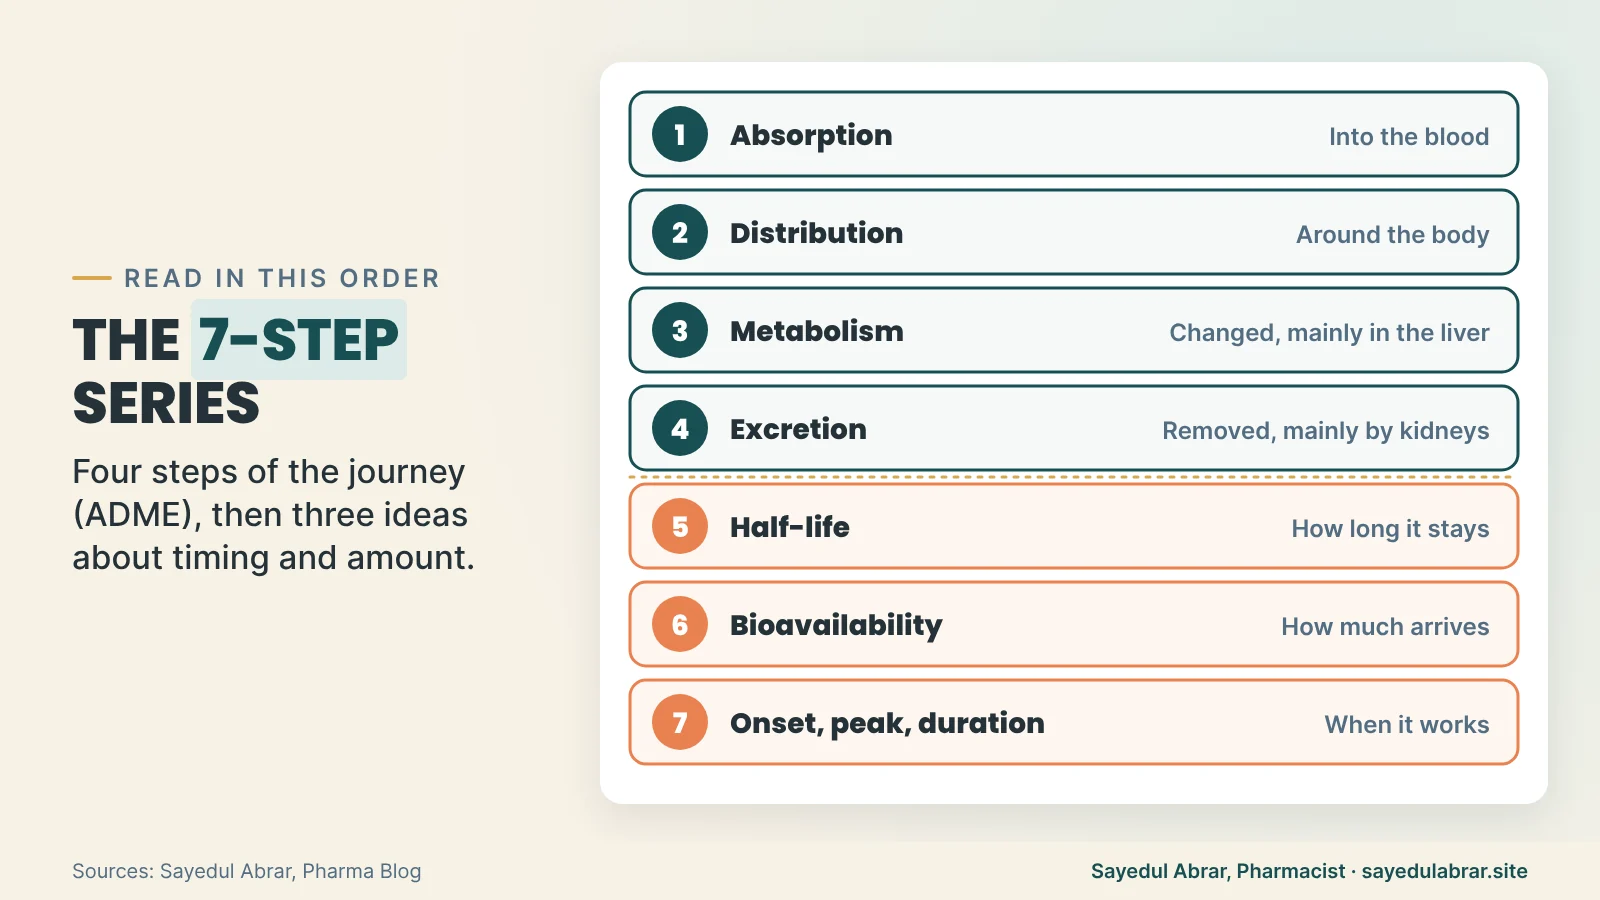 READ IN THIS ORDER
THE 7-STEP
SERIES
Four steps of the journey
(ADME), then three ideas
about timing and amount.
1 Absorption Into the blood
2 Distribution Around the body
3 Metabolism Changed, mainly in the liver
4 Excretion Removed, mainly by kidneys
5 Half-life How long it stays
6 Bioavailability How much arrives
7 Onset, peak, duration When it works
Sources: Sayedul Abrar, Pharma Blog
Sayedul Abrar, Pharmacist · sayedulabrar.site